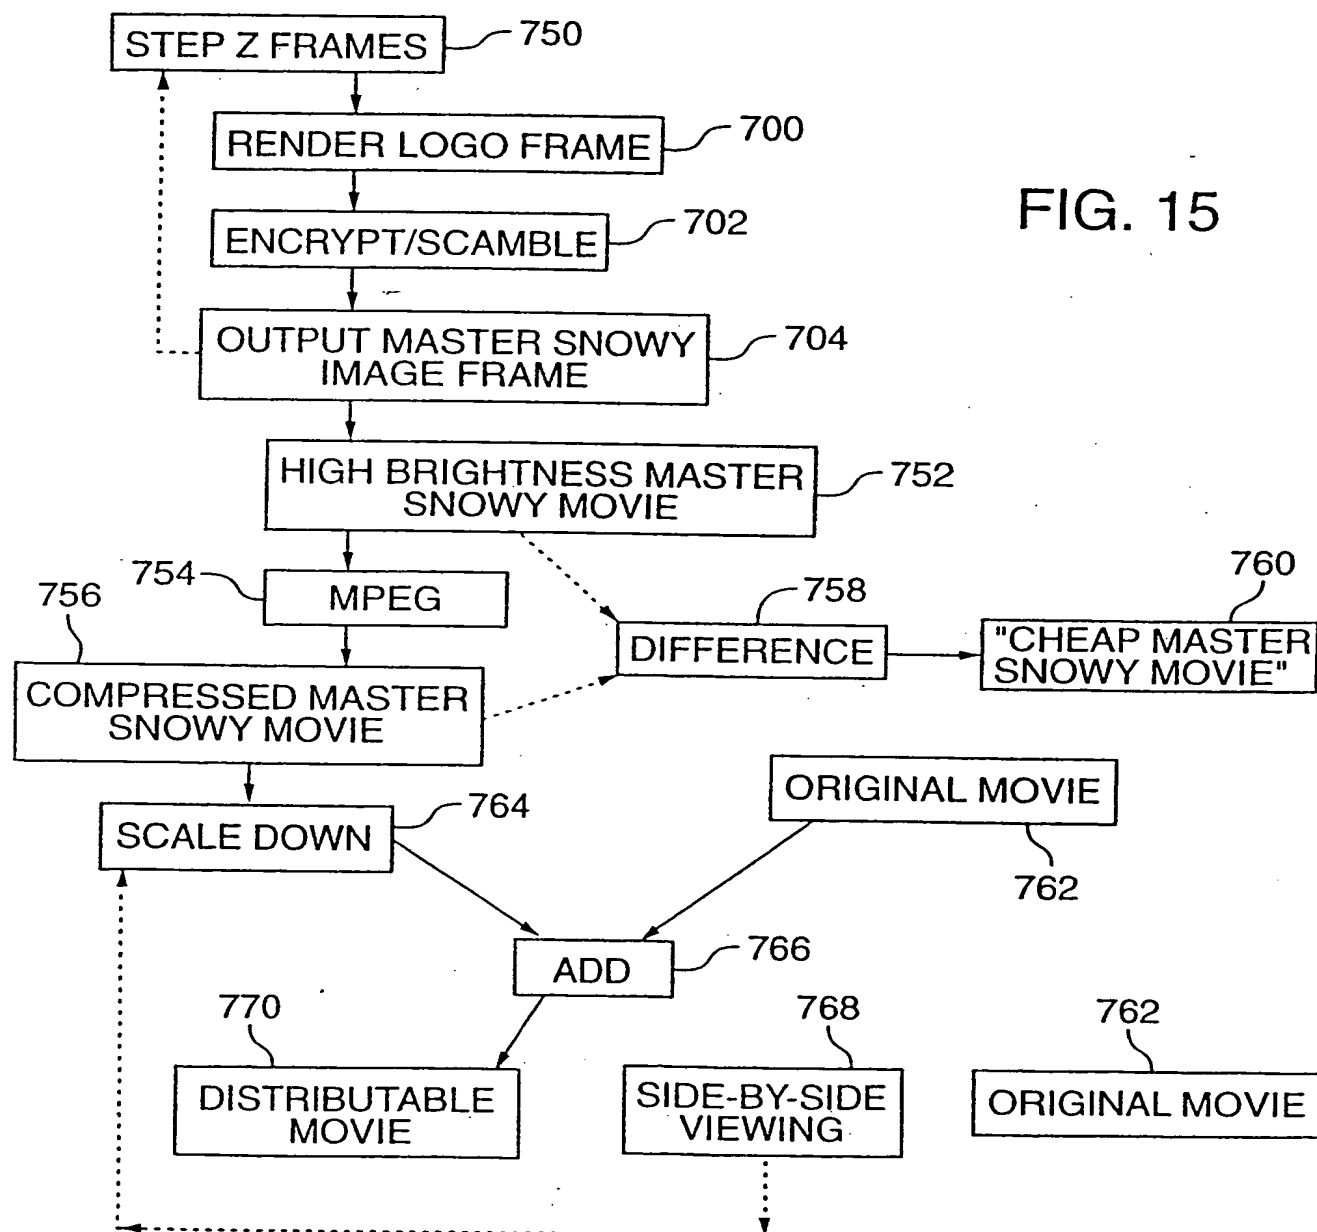 STEP Z FRAMES
750
RENDER LOGO FRAME
700
FIG. 15
ENCRYPT/SCAMBLE
702
OUTPUT MASTER SNOWY
IMAGE FRAME
704
HIGH BRIGHTNESS MASTER
SNOWY MOVIE
752
754
MPEG
756
COMPRESSED MASTER
SNOWY MOVIE
758
DIFFERENCE
760
"CHEAP MASTER
SNOWY MOVIE"
SCALE DOWN
764
ORIGINAL MOVIE
762
ADD
766
770
DISTRIBUTABLE
MOVIE
768
SIDE-BY-SIDE
VIEWING
762
ORIGINAL MOVIE